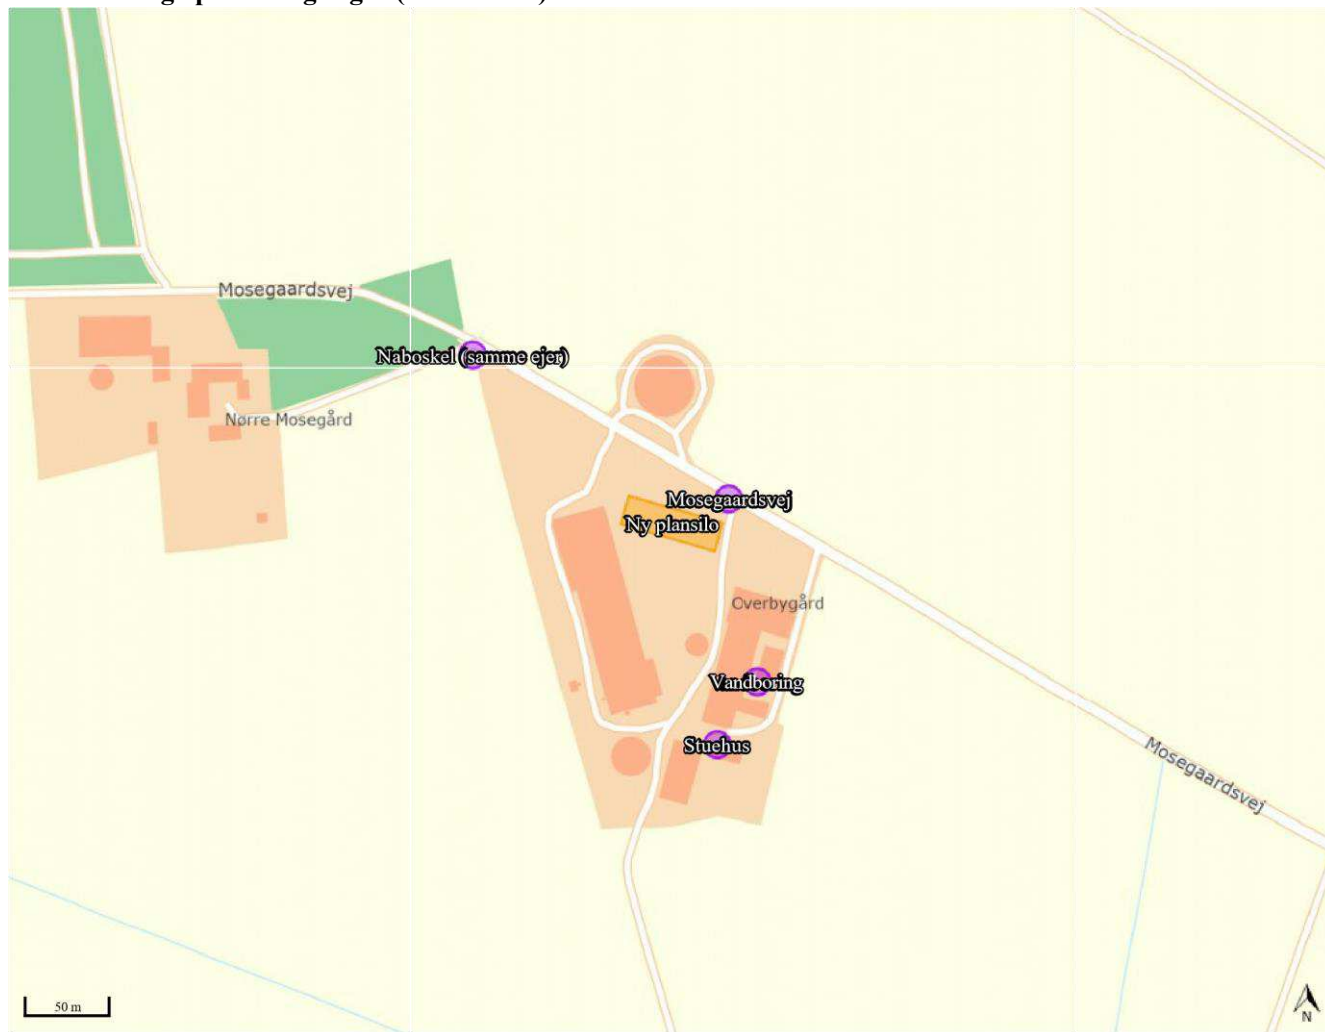 Mosegaardsvej
Naboskel (samme ejer)
Nørre Mosegård
Mosegaardsvej
Ny plansilo
Overbygård
Vandboring
Stuehus
Mosegaardsvej
50 m
N